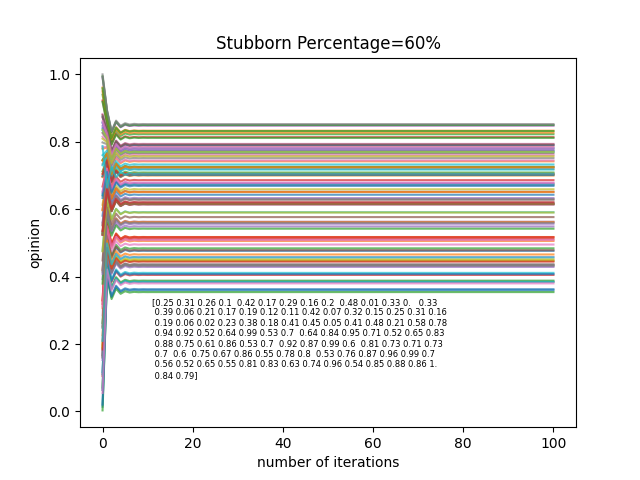 Stubborn Percentage=60%
1.0
0.8
0.6
0.4
0.2
0.0
opinion
[0.25 0.31 0.26 0.1  0.42 0.17 0.29 0.16 0.2  0.48 0.01 0.33 0.   0.33
0.39 0.06 0.21 0.17 0.19 0.12 0.11 0.42 0.07 0.32 0.15 0.25 0.31 0.16
0.19 0.06 0.02 0.23 0.38 0.18 0.41 0.45 0.05 0.41 0.48 0.21 0.58 0.78
0.94 0.92 0.52 0.64 0.99 0.53 0.7  0.64 0.84 0.95 0.71 0.52 0.65 0.83
0.88 0.75 0.61 0.86 0.53 0.7  0.92 0.87 0.99 0.6  0.81 0.73 0.71 0.73
0.7  0.6  0.75 0.67 0.86 0.55 0.78 0.8  0.53 0.76 0.87 0.96 0.99 0.7
0.56 0.52 0.65 0.55 0.81 0.83 0.63 0.74 0.96 0.54 0.85 0.88 0.86 1.
0.84 0.79]
0 20 40 60 80 100
number of iterations